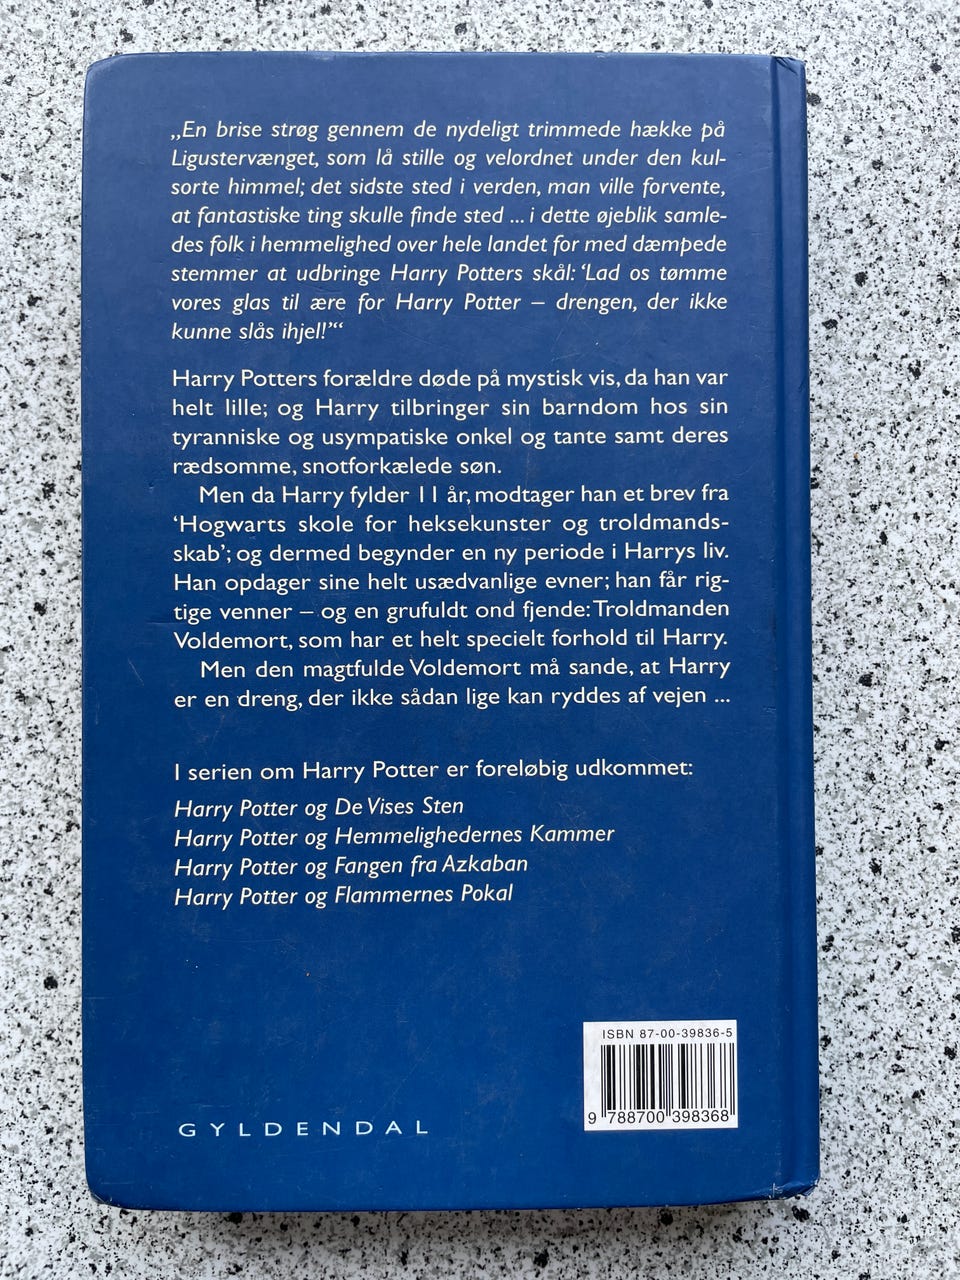 „En brise strøg gennem de nydeligt trimmede hække på
Ligustervænget, som lå stille og velordnet under den kul-
sorte himmel; det sidste sted i verden, man ville forvente,
at fantastiske ting skulle finde sted ... i dette øjeblik samle-
des folk i hemmelighed over hele landet for med dæmpede
stemmer at udbringe Harry Potters skål: ‘Lad os tømme
vores glas til ære for Harry Potter – drengen, der ikke
kunne slås ihjel!’“
Harry Potters forældre døde på mystisk vis, da han var
helt lille; og Harry tilbringer sin barndom hos sin
tyranniske og usympatiske onkel og tante samt deres
rædsomme, snotforkælede søn.
Men da Harry fylder 11 år, modtager han et brev fra
‘Hogwarts skole for heksekunster og troldmands-
skab’; og dermed begynder en ny periode i Harrys liv.
Han opdager sine helt usædvanlige evner; han får rig-
tige venner – og en grufuldt ond fjende: Troldmanden
Voldemort, som har et helt specielt forhold til Harry.
Men den magtfulde Voldemort må sande, at Harry
er en dreng, der ikke sådan lige kan ryddes af vejen ...
I serien om Harry Potter er foreløbig udkommet:
Harry Potter og De Vises Sten
Harry Potter og Hemmelighedernes Kammer
Harry Potter og Fangen fra Azkaban
Harry Potter og Flammernes Pokal
ISBN 87-00-39836-5
9 788700 398368
GYLDENDAL